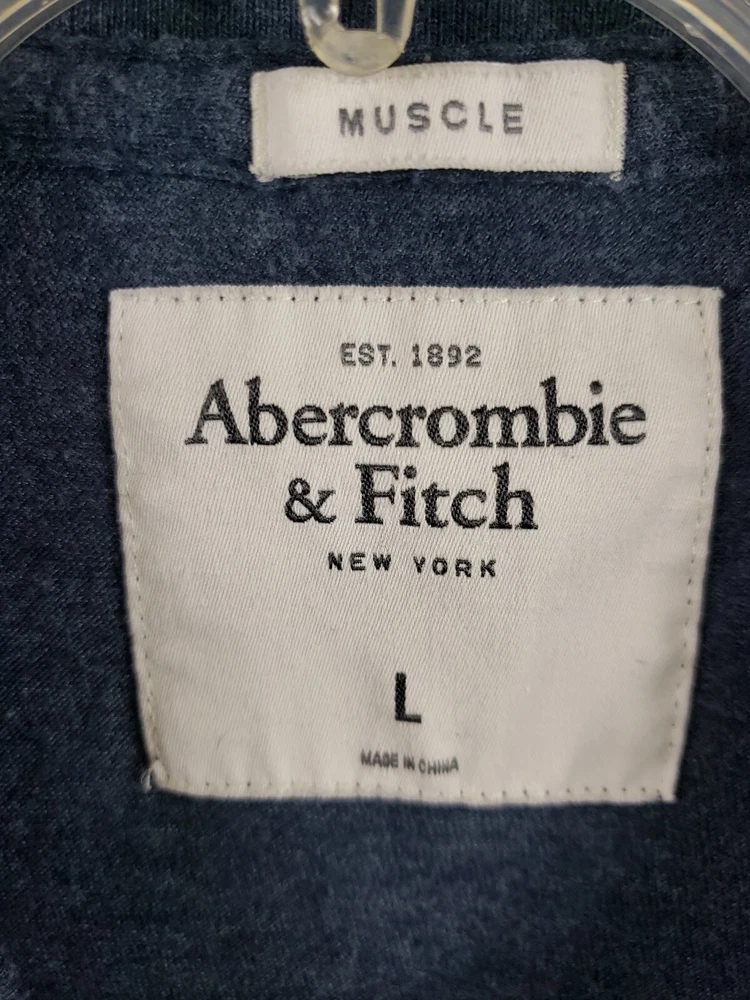 MUSCLE
EST. 1892
Abercrombie
& Fitch
NEW YORK
L
MADE IN CHINA